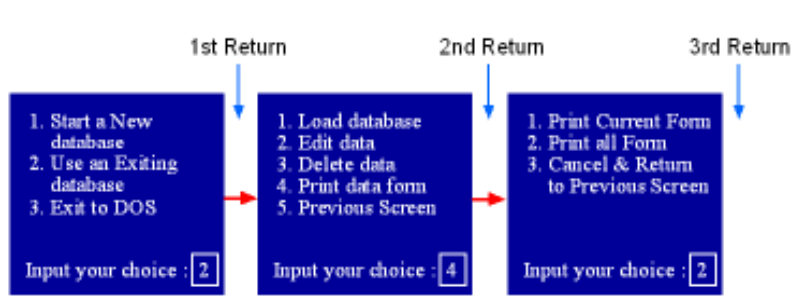 1st Return
2nd Return
3rd Return
1. Start a New
database
2. Use an Exiting
database
3. Exit to DOS
Input your choice : 2
1. Load database
2. Edit data
3. Delete data
4. Print data form
5. Previous Screen
Input your choice : 4
1. Print Current Form
2. Print all Form
3. Cancel & Return
to Previous Screen
Input your choice : 2